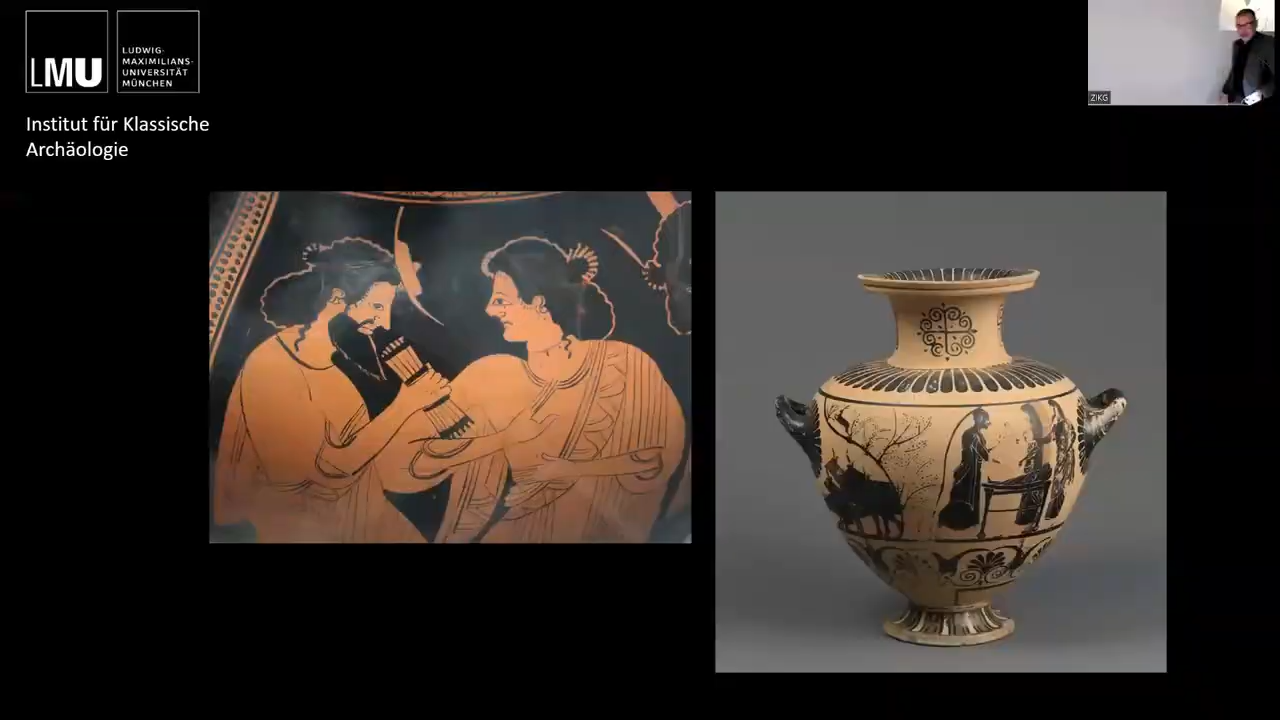 LMU
LUDWIG-
MAXIMILIANS-
UNIVERSITÄT
MÜNCHEN
Institut für Klassische
Archäologie
ZIKG